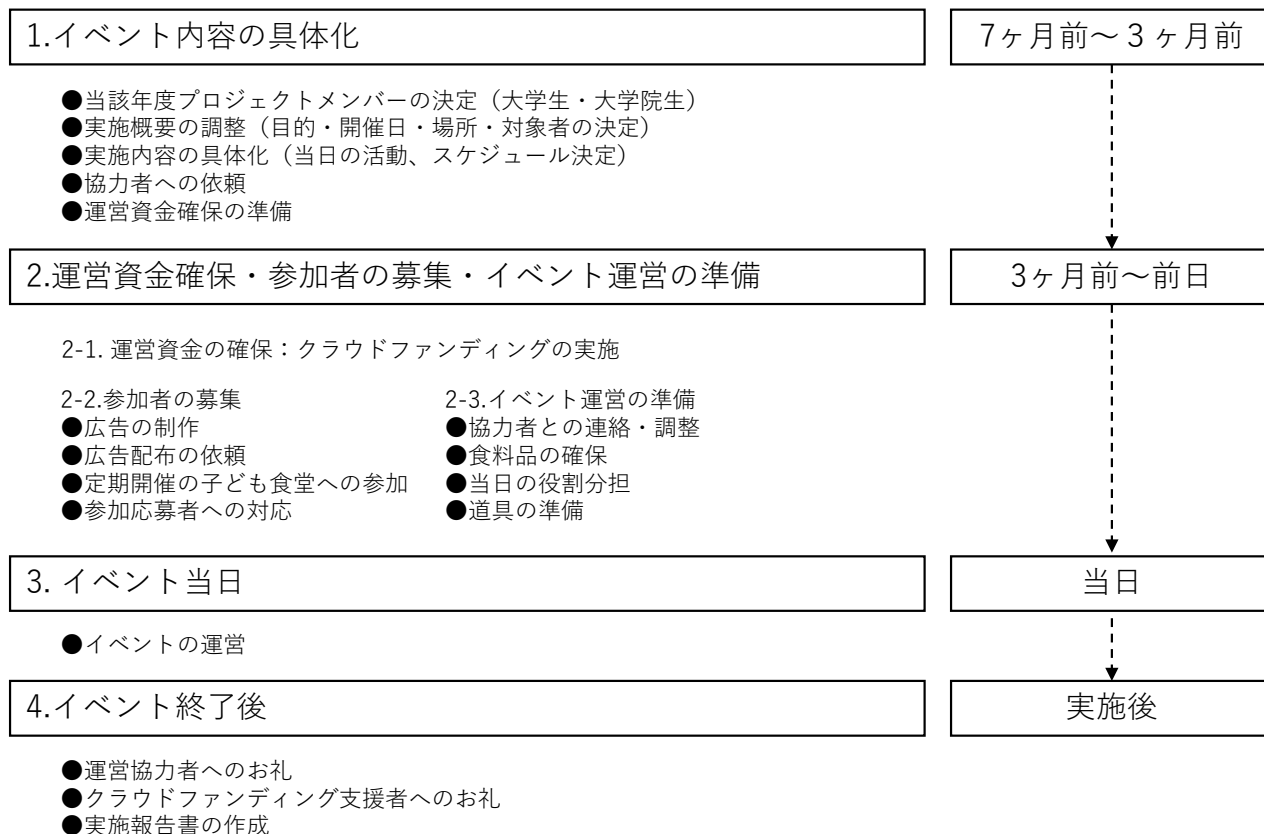 1.イベント内容の具体化
7ヶ月前～３ヶ月前
●当該年度プロジェクトメンバーの決定（大学生・大学院生）
●実施概要の調整（目的・開催日・場所・対象者の決定）
●実施内容の具体化（当日の活動、スケジュール決定）
●協力者への依頼
●運営資金確保の準備
2.運営資金確保・参加者の募集・イベント運営の準備
3ヶ月前～前日
2-1. 運営資金の確保：クラウドファンディングの実施
2-2.参加者の募集
●広告の制作
●広告配布の依頼
●定期開催の子ども食堂への参加
●参加応募者への対応
2-3.イベント運営の準備
●協力者との連絡・調整
●食料品の確保
●当日の役割分担
●道具の準備
3. イベント当日
当日
●イベントの運営
4.イベント終了後
実施後
●運営協力者へのお礼
●クラウドファンディング支援者へのお礼
●実施報告書の作成